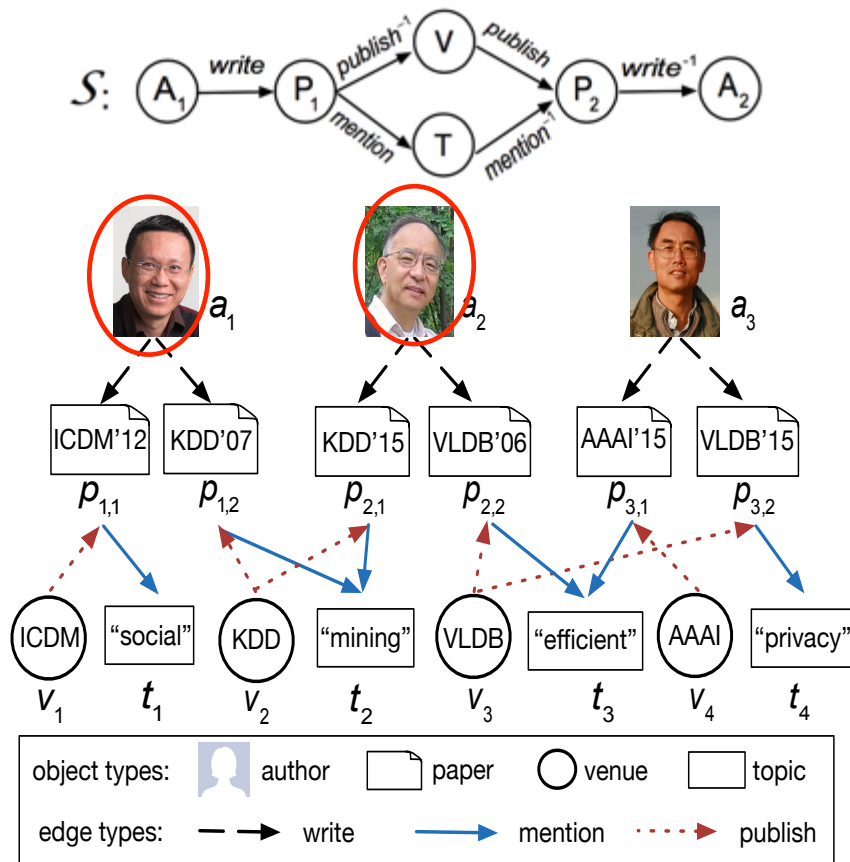 S: A1 write P1 publish-1 V publish P2 write-1 A2
mention T mention-1
a1 a2 a3
ICDM'12 KDD'07 KDD'15 VLDB'06 AAAI'15 VLDB'15
p1,1 p1,2 p2,1 p2,2 p3,1 p3,2
ICDM "social" KDD "mining" VLDB "efficient" AAAI "privacy"
v1 t1 v2 t2 v3 t3 v4 t4
object types: author paper venue topic
edge types: write mention publish